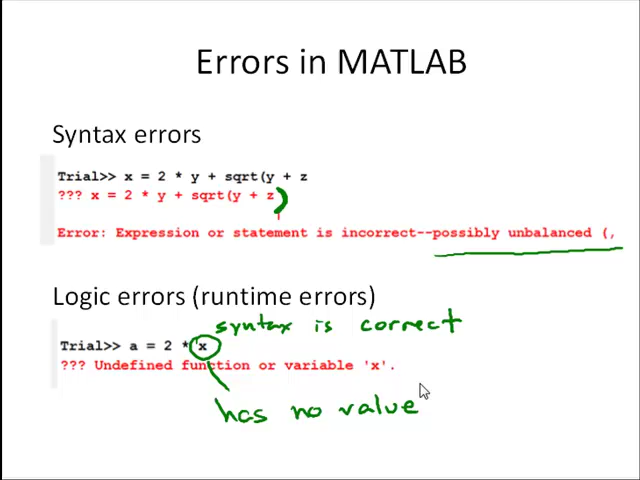 Errors in MATLAB
Syntax errors
Trial>> x = 2 * y + sqrt(y + z
??? x = 2 * y + sqrt(y + z )
|
Error: Expression or statement is incorrect--possibly unbalanced (,
Logic errors (runtime errors)
syntax is correct
Trial>> a = 2 * x
??? Undefined function or variable 'x'.
has no value